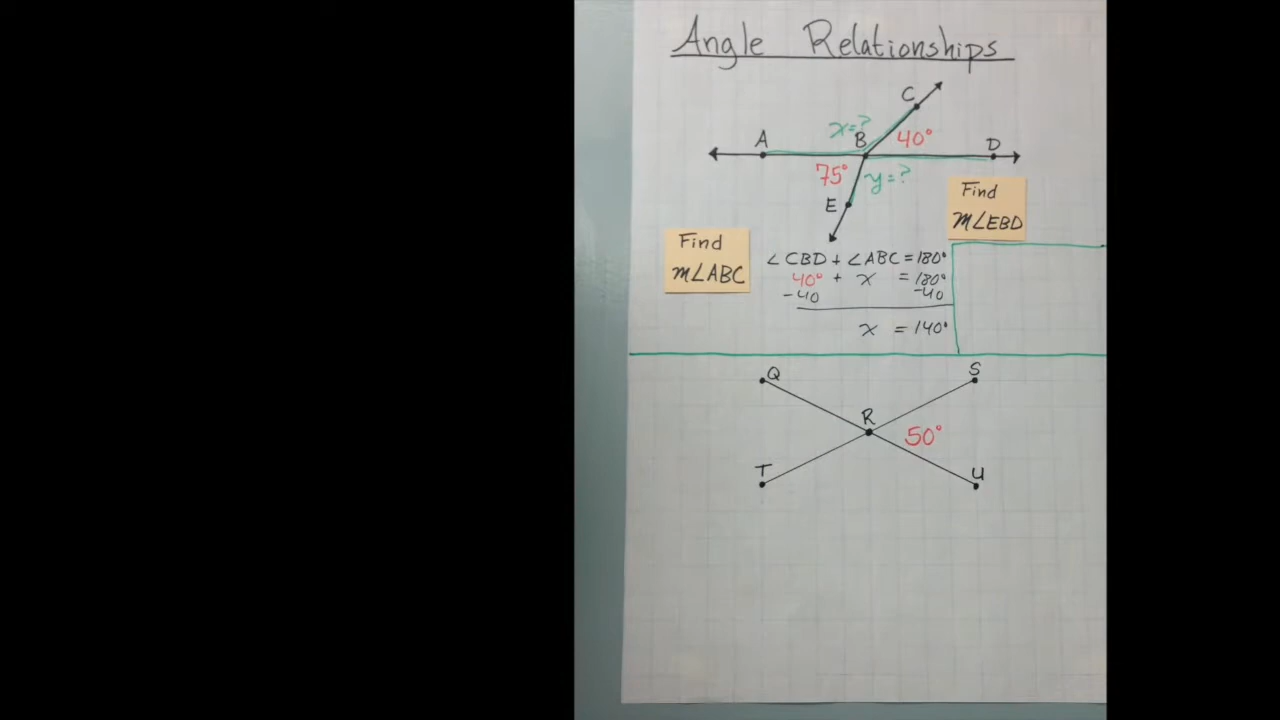 Angle Relationships
C
x=?
A
B
40°
D
75°
y=?
E
Find
m∠EBD
Find
m∠ABC
∠CBD + ∠ABC = 180°
40° + x = 180°
-40 -40
x = 140°
Q
S
R
50°
T
U